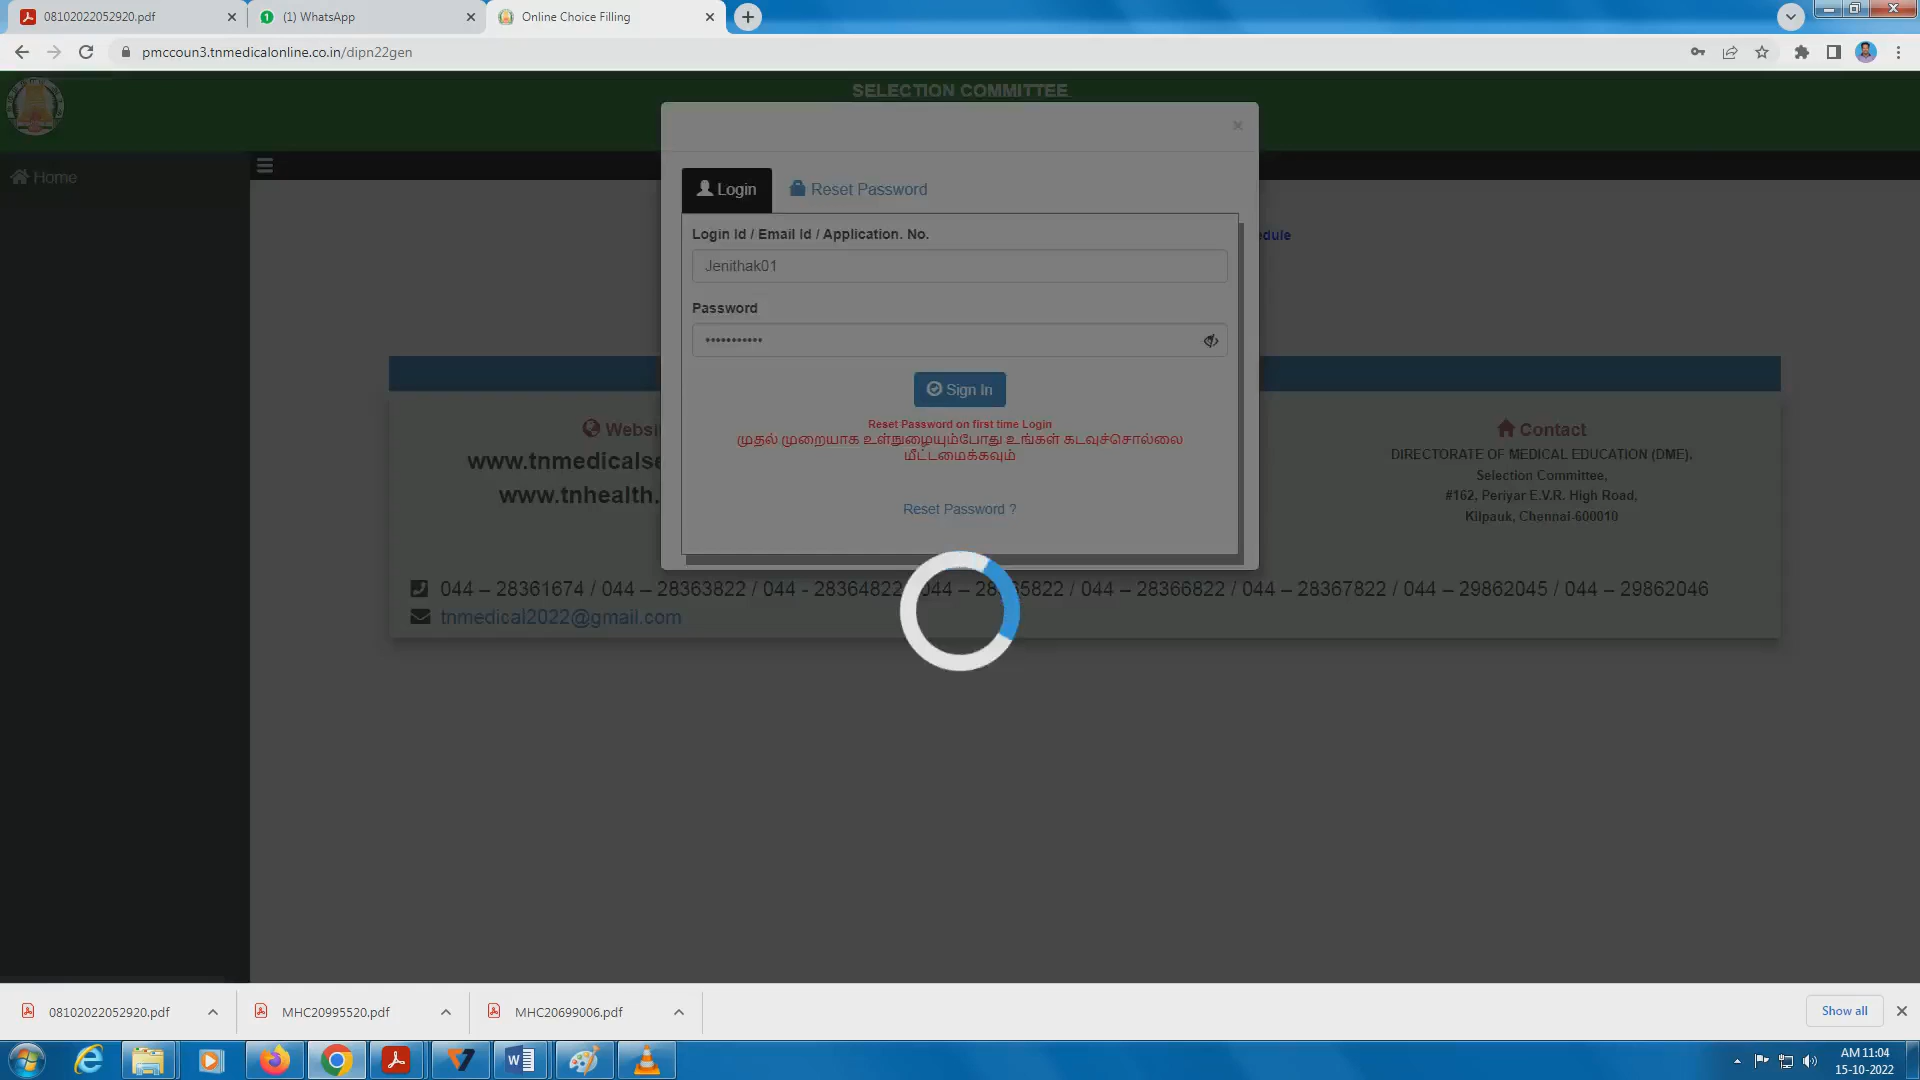 08102022052920.pdf
(1) WhatsApp
Online Choice Filling
pmccoun3.tnmedicalonline.co.in/dipn22gen
SELECTION COMMITTEE
Home
Login
Reset Password
edule
Login Id / Email Id / Application. No.
Jenithak01
Password
•••••••••••
Sign In
Reset Password on first time Login
முதல் முறையாக உள்நுழையும்போது உங்கள் கடவுச்சொல்லை
மீட்டமைக்கவும்
Reset Password ?
Websi
www.tnmedicalse
www.tnhealth.
Contact
DIRECTORATE OF MEDICAL EDUCATION (DME),
Selection Committee,
#162, Periyar E.V.R. High Road,
Kilpauk, Chennai-600010
044 – 28361674 / 044 – 28363822 / 044 - 28364822 044 – 28365822 / 044 – 28366822 / 044 – 28367822 / 044 – 29862045 / 044 – 29862046
tnmedical2022@gmail.com
08102022052920.pdf
MHC20995520.pdf
MHC20699006.pdf
Show all
AM 11:04
15-10-2022